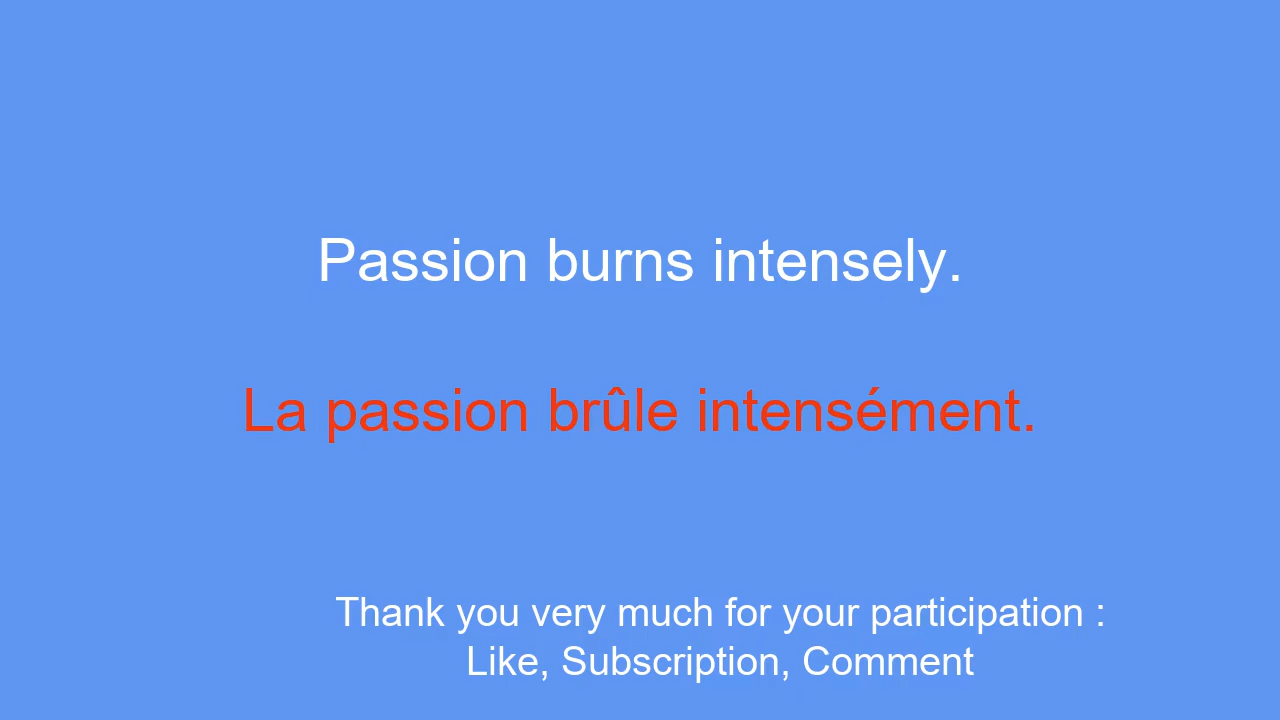 Passion burns intensely.
La passion brûle intensément.
Thank you very much for your participation :
Like, Subscription, Comment